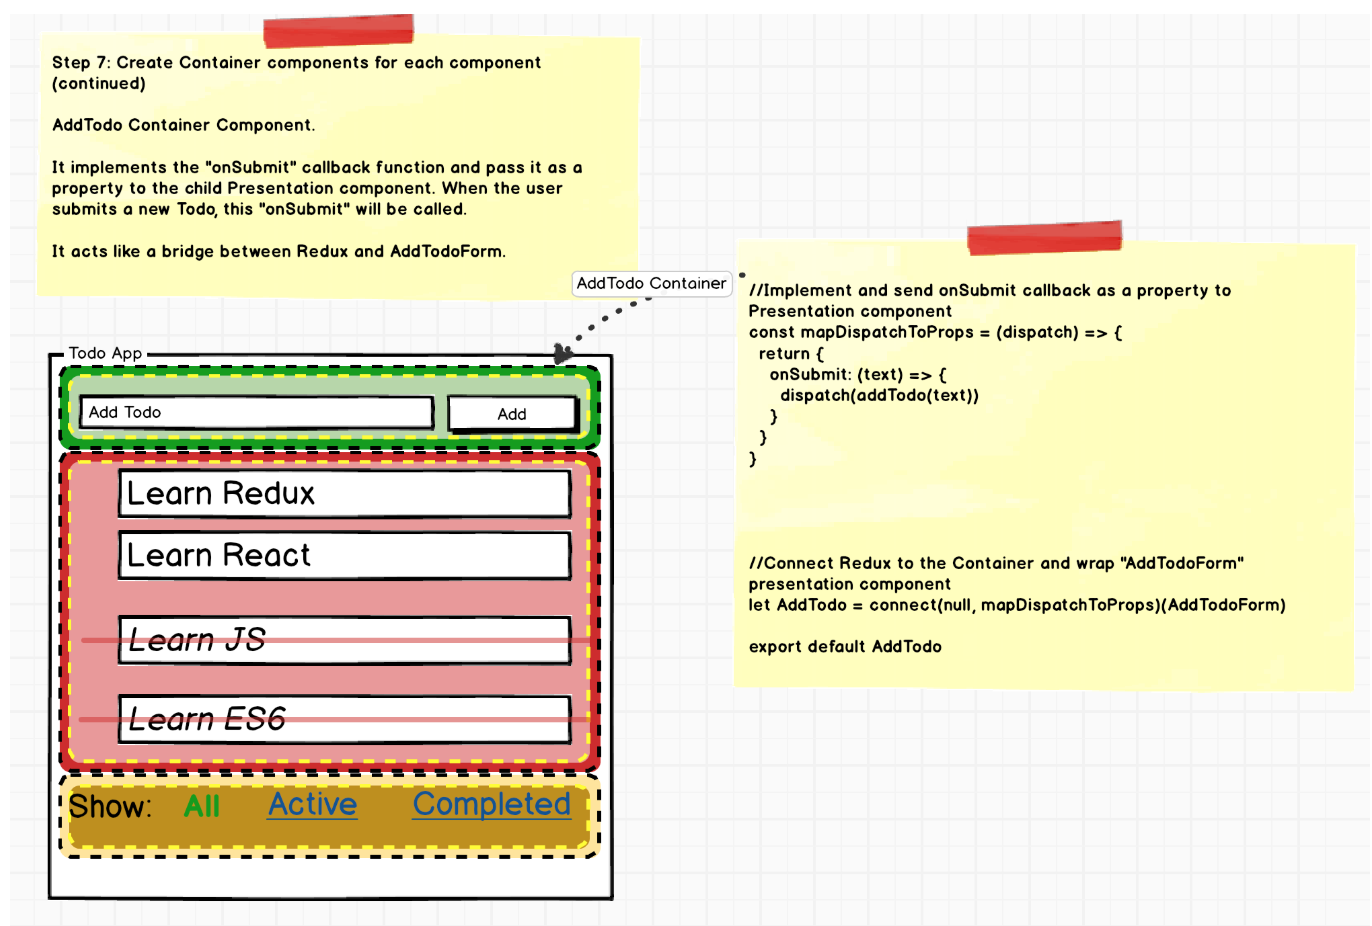 Step 7: Create Container components for each component
(continued)
AddTodo Container Component.
It implements the "onSubmit" callback function and pass it as a
property to the child Presentation component. When the user
submits a new Todo, this "onSubmit" will be called.
It acts like a bridge between Redux and AddTodoForm.
AddTodo Container
//Implement and send onSubmit callback as a property to
Presentation component
const mapDispatchToProps = (dispatch) => {
return {
onSubmit: (text) => {
dispatch(addTodo(text))
}
}
}
//Connect Redux to the Container and wrap "AddTodoForm"
presentation component
let AddTodo = connect(null, mapDispatchToProps)(AddTodoForm)
export default AddTodo
Todo App
Add Todo
Add
Learn Redux
Learn React
Learn JS
Learn ES6
Show: All Active Completed